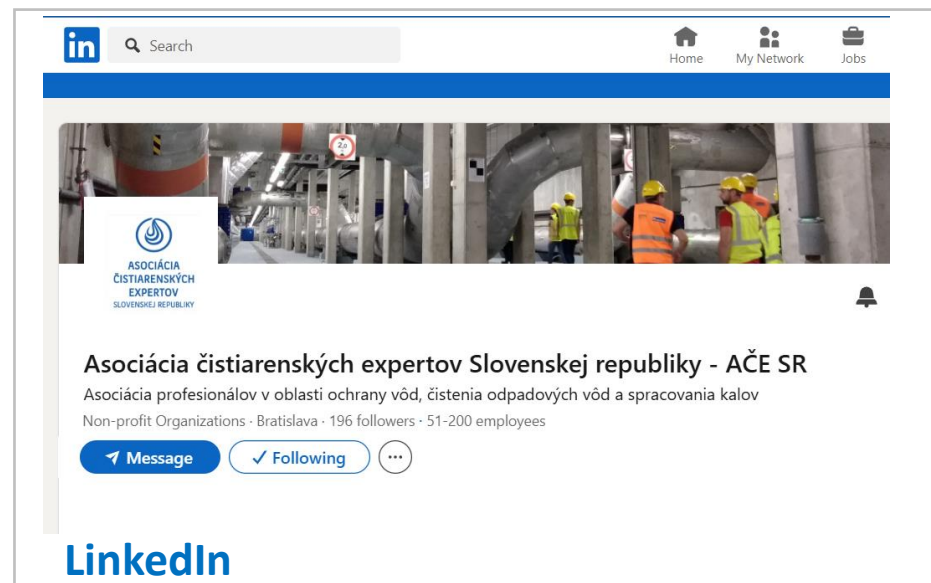 in
Search
Home
My Network
Jobs
2,0
ASOCIÁCIA
ČISTIARENSKÝCH
EXPERTOV
SLOVENSKEJ REPUBLIKY
Asociácia čistiarenských expertov Slovenskej republiky - AČE SR
Asociácia profesionálov v oblasti ochrany vôd, čistenia odpadových vôd a spracovania kalov
Non-profit Organizations · Bratislava · 196 followers · 51-200 employees
Message
Following
LinkedIn